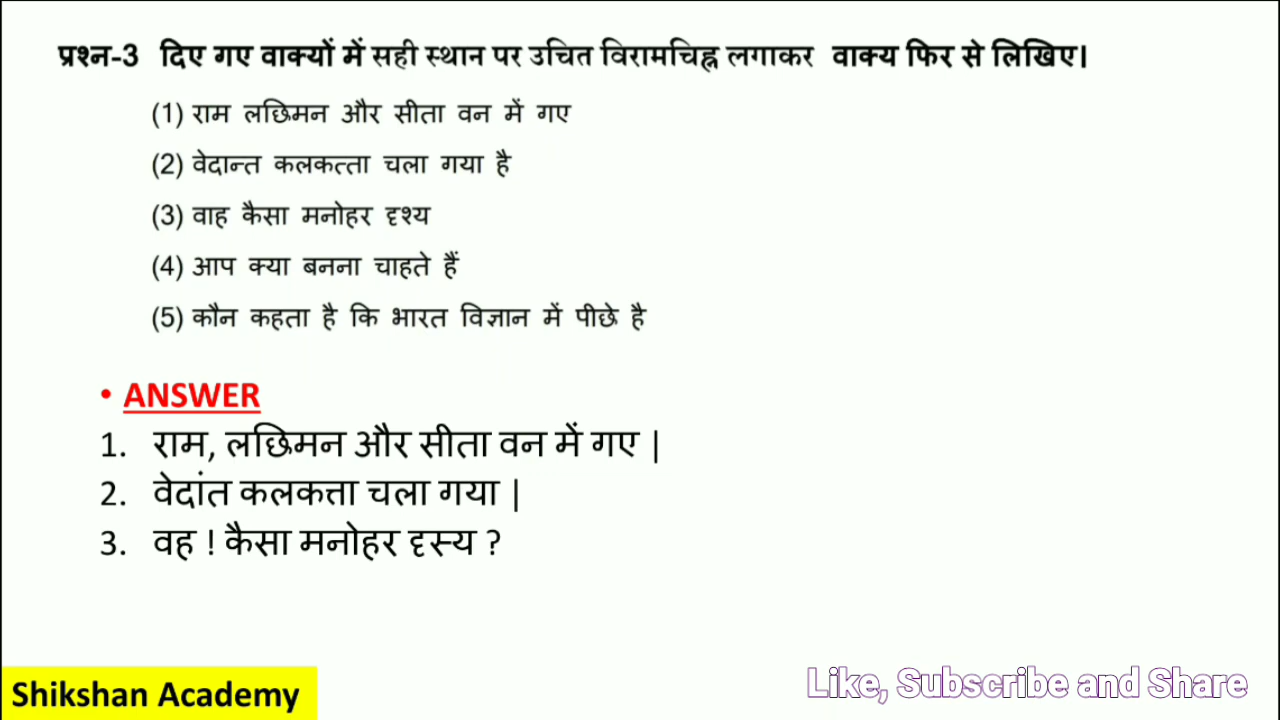 प्रश्न-3 दिए गए वाक्यों में सही स्थान पर उचित विरामचिह्न लगाकर वाक्य फिर से लिखिए।
(1) राम लछिमन और सीता वन में गए
(2) वेदान्त कलकत्ता चला गया है
(3) वाह कैसा मनोहर दृश्य
(4) आप क्या बनना चाहते हैं
(5) कौन कहता है कि भारत विज्ञान में पीछे है
• ANSWER
1. राम, लछिमन और सीता वन में गए |
2. वेदांत कलकत्ता चला गया |
3. वह ! कैसा मनोहर दृस्य ?
Shikshan Academy
Like, Subscribe and Share